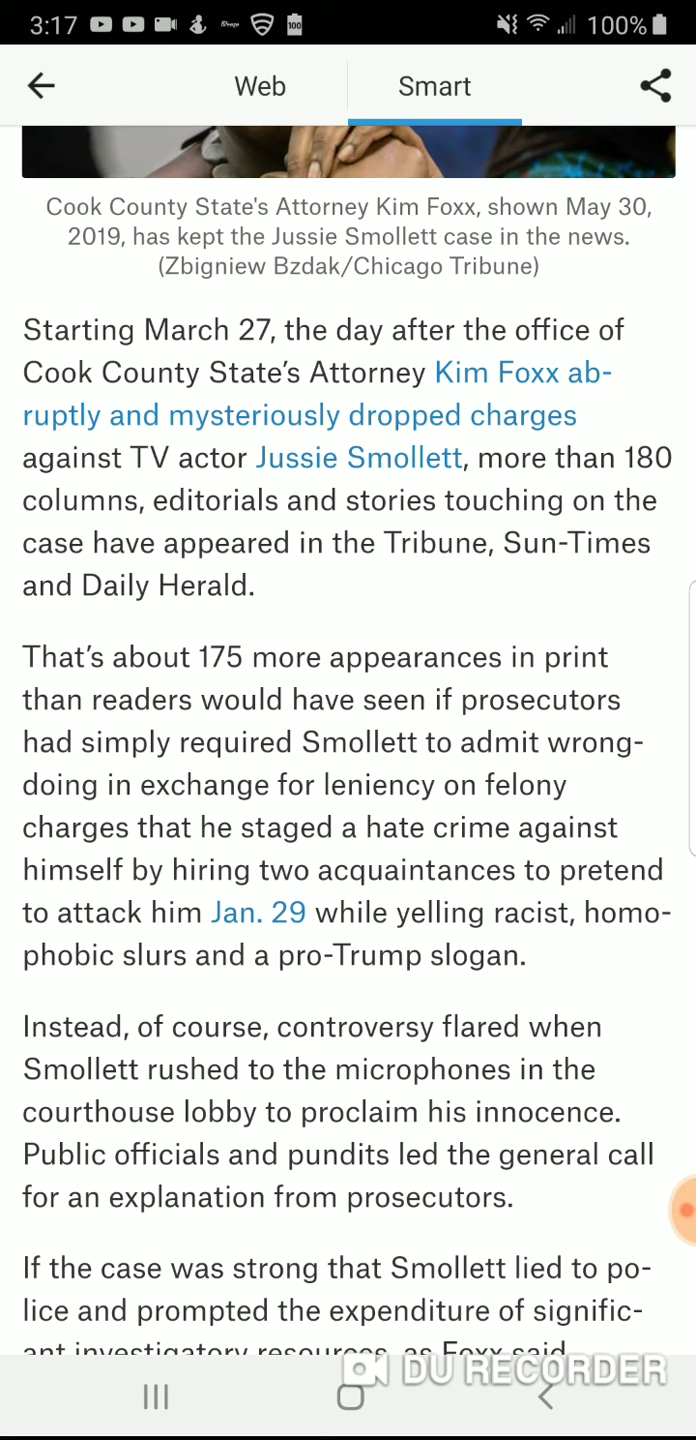 3:17
100
100%
Web
Smart
Cook County State's Attorney Kim Foxx, shown May 30,
2019, has kept the Jussie Smollett case in the news.
(Zbigniew Bzdak/Chicago Tribune)
Starting March 27, the day after the office of
Cook County State’s Attorney Kim Foxx ab-
ruptly and mysteriously dropped charges
against TV actor Jussie Smollett, more than 180
columns, editorials and stories touching on the
case have appeared in the Tribune, Sun-Times
and Daily Herald.
That’s about 175 more appearances in print
than readers would have seen if prosecutors
had simply required Smollett to admit wrong-
doing in exchange for leniency on felony
charges that he staged a hate crime against
himself by hiring two acquaintances to pretend
to attack him Jan. 29 while yelling racist, homo-
phobic slurs and a pro-Trump slogan.
Instead, of course, controversy flared when
Smollett rushed to the microphones in the
courthouse lobby to proclaim his innocence.
Public officials and pundits led the general call
for an explanation from prosecutors.
If the case was strong that Smollett lied to po-
lice and prompted the expenditure of signific-
ant investigatory resources, as Foxx said
DU RECORDER